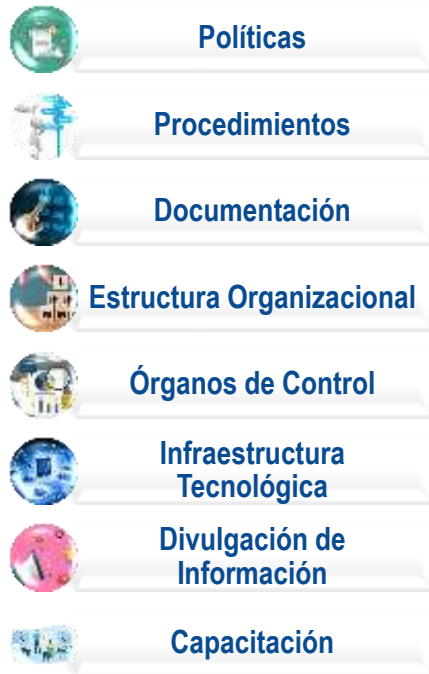 Políticas
Procedimientos
Documentación
Estructura Organizacional
Órganos de Control
Infraestructura
Tecnológica
Divulgación de
Información
Capacitación